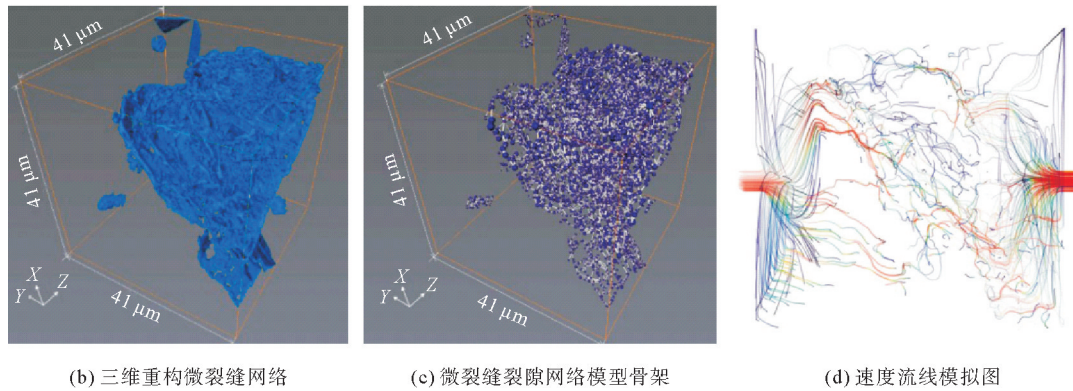 41 μm
41 μm
41 μm
X
Y
Z
41 μm
41 μm
41 μm
X
Y
Z
(b) 三维重构微裂缝网络
(c) 微裂缝裂隙网络模型骨架
(d) 速度流线模拟图